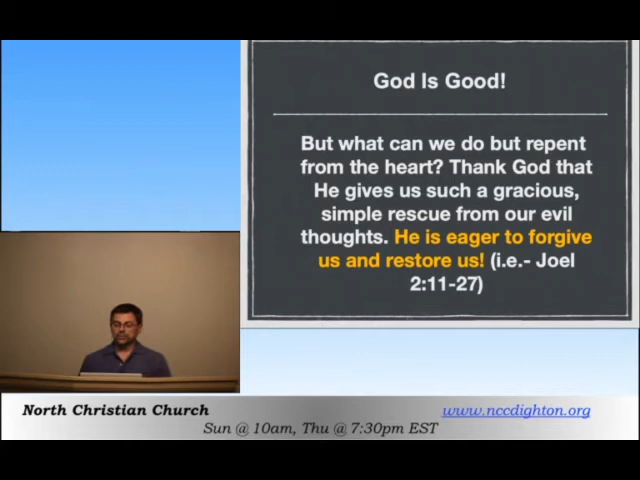 God Is Good!
But what can we do but repent
from the heart? Thank God that
He gives us such a gracious,
simple rescue from our evil
thoughts. He is eager to forgive
us and restore us! (i.e.- Joel
2:11-27)
North Christian Church
www.nccdighton.org
Sun @ 10am, Thu @ 7:30pm EST